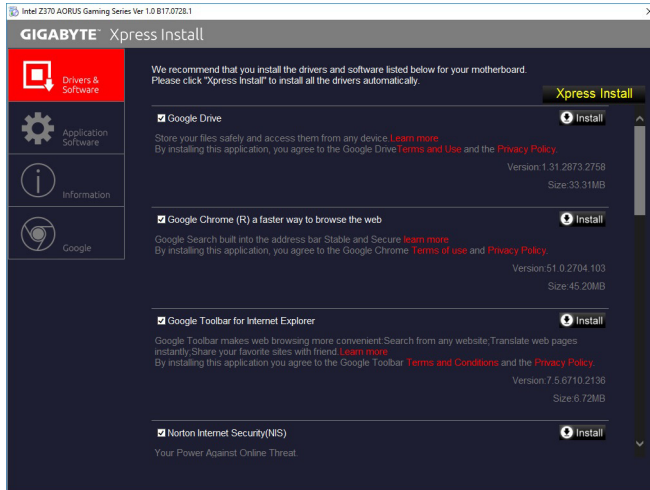 Intel Z370 AORUS Gaming Series Ver 1.0 B17.0728.1
GIGABYTE™ Xpress Install
Drivers &
Software
Application
Software
Information
Google
We recommend that you install the drivers and software listed below for your motherboard.
Please click "Xpress Install" to install all the drivers automatically.
Xpress Install
Google Drive
Install
Store your files safely and access them from any device.Learn more
By installing this application, you agree to the Google DriveTerms and Use and the Privacy Policy.
Version:1.31.2873.2758
Size:33.31MB
Google Chrome (R) a faster way to browse the web
Install
Google Search built into the address bar Stable and Secure learn more
By installing this application, you agree to the Google Chrome Terms of use and Privacy Policy.
Version:51.0.2704.103
Size:45.20MB
Google Toolbar for Internet Explorer
Install
Google Toolbar makes web browsing more convenient.Search from any website;Translate web pages
instantly;Share your favorite sites with friend.Learn more
By installing this application you agree to the Google Toolbar Terms and Conditions and the Privacy Policy.
Version:7.5.6710.2136
Size:6.72MB
Norton Internet Security(NIS)
Install
Your Power Against Online Threat.